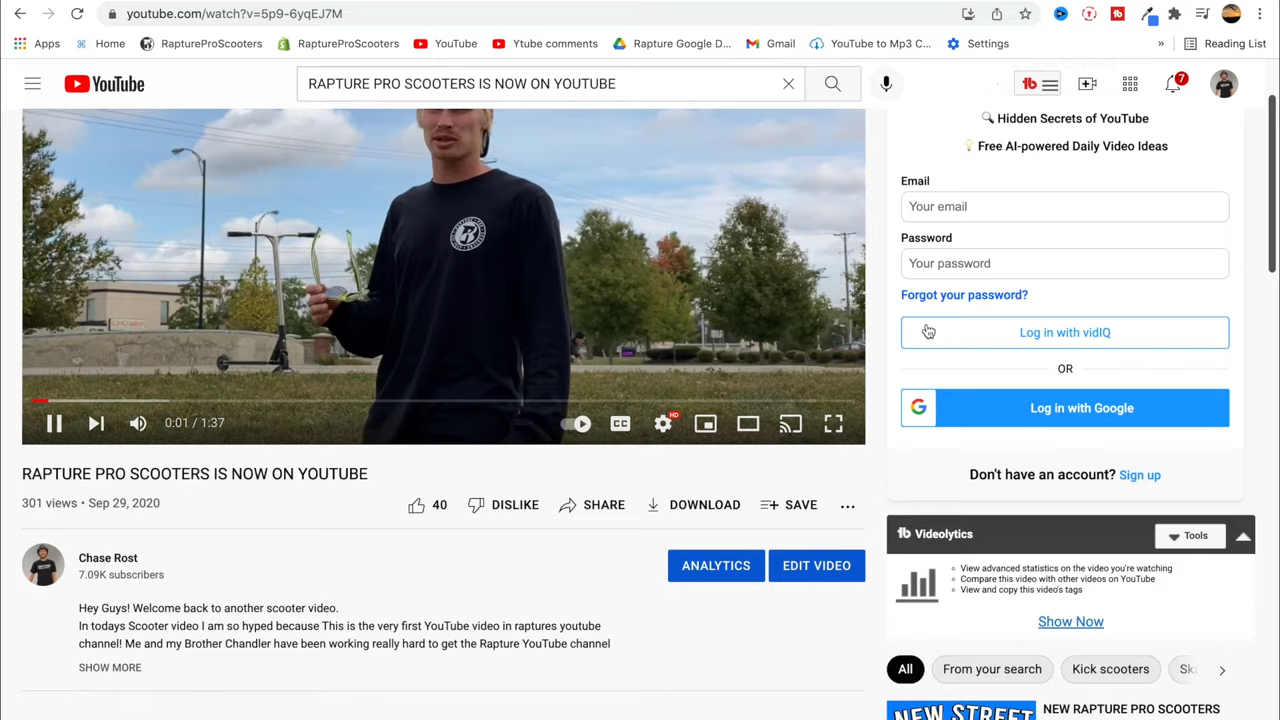 youtube.com/watch?v=5p9-6yqEJ7M
Apps Home RaptureProScooters RaptureProScooters YouTube Ytube comments Rapture Google D... Gmail YouTube to Mp3 C... Settings » Reading List
YouTube
RAPTURE PRO SCOOTERS IS NOW ON YOUTUBE
tb
7
Hidden Secrets of YouTube
Free AI-powered Daily Video Ideas
Email
Your email
Password
Your password
Forgot your password?
Log in with vidIQ
OR
Log in with Google
Don't have an account? Sign up
0:01 / 1:37
CC
HD
RAPTURE PRO SCOOTERS IS NOW ON YOUTUBE
301 views • Sep 29, 2020
40 DISLIKE SHARE DOWNLOAD SAVE ...
Chase Rost
7.09K subscribers
ANALYTICS
EDIT VIDEO
Hey Guys! Welcome back to another scooter video.
In todays Scooter video I am so hyped because This is the very first YouTube video in raptures youtube
channel! Me and my Brother Chandler have been working really hard to get the Rapture YouTube channel
SHOW MORE
tb Videolytics
Tools
View advanced statistics on the video you're watching
Compare this video with other videos on YouTube
View and copy this video's tags
Show Now
All From your search Kick scooters
NEW STREET
NEW RAPTURE PRO SCOOTERS